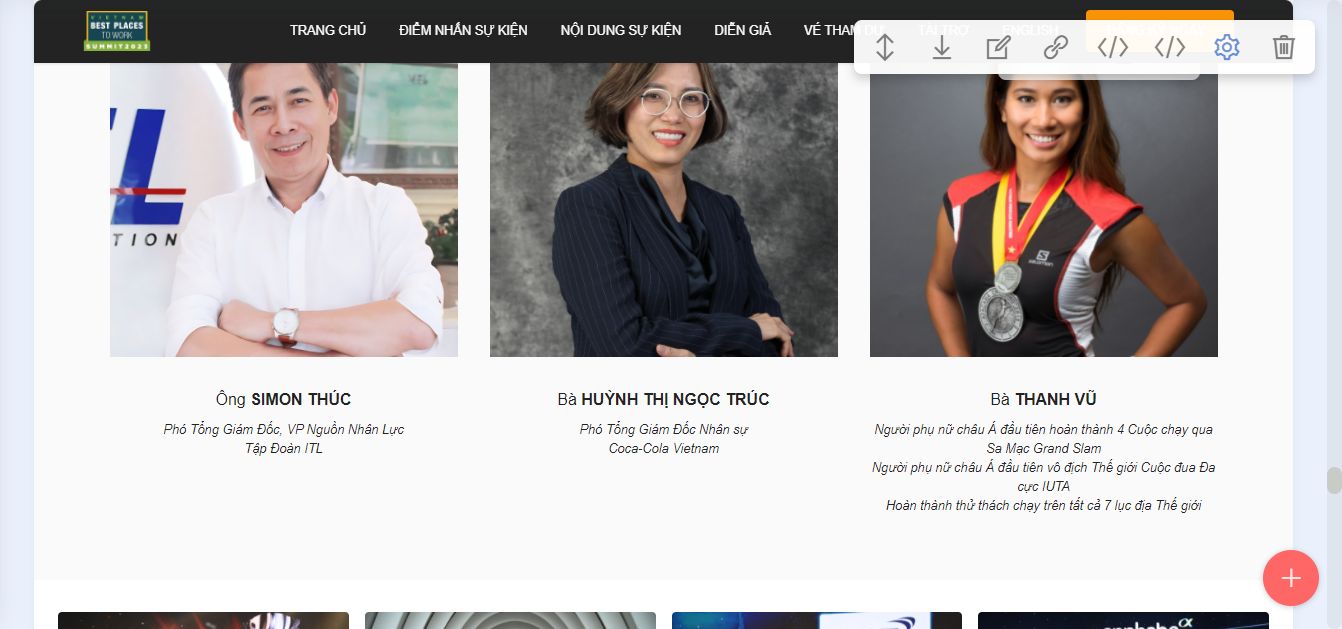 VIETNAM
BEST PLACES
TO WORK
SUMMIT2023
TRANG CHỦ
ĐIỂM NHẤN SỰ KIỆN
NỘI DUNG SỰ KIỆN
DIỄN GIẢ
VÉ THAM DỰ
TÀI TRỢ
ENGLISH
TION
SALOMON
Ông SIMON THÚC
Phó Tổng Giám Đốc, VP Nguồn Nhân Lực
Tập Đoàn ITL
Bà HUỲNH THỊ NGỌC TRÚC
Phó Tổng Giám Đốc Nhân sự
Coca-Cola Vietnam
Bà THANH VŨ
Người phụ nữ châu Á đầu tiên hoàn thành 4 Cuộc chạy qua
Sa Mạc Grand Slam
Người phụ nữ châu Á đầu tiên vô địch Thế giới Cuộc đua Đa
cực IUTA
Hoàn thành thử thách chạy trên tất cả 7 lục địa Thế giới